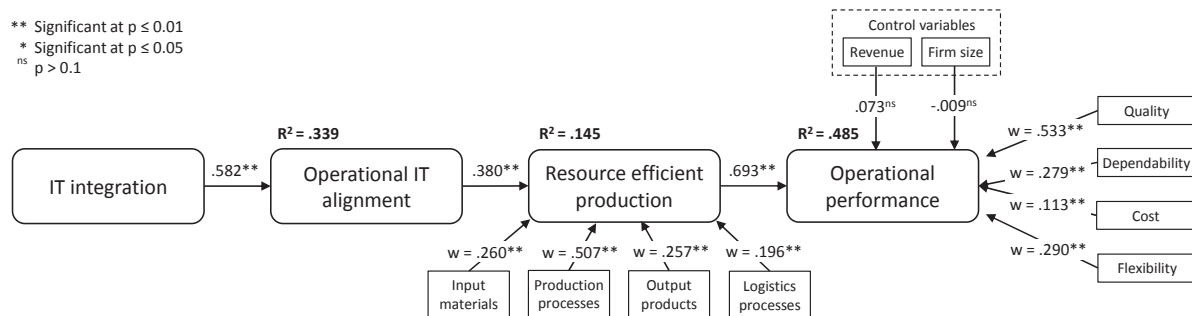 ** Significant at p ≤ 0.01
* Significant at p ≤ 0.05
ns p > 0.1
Control variables
Revenue
Firm size
.073ns
-.009ns
R² = .339
R² = .145
R² = .485
IT integration
.582**
Operational IT
alignment
.380**
Resource efficient
production
.693**
Operational
performance
w = .533**
Quality
w = .279**
Dependability
w = .113**
Cost
w = .290**
Flexibility
w = .260**
w = .507**
w = .257**
w = .196**
Input
materials
Production
processes
Output
products
Logistics
processes